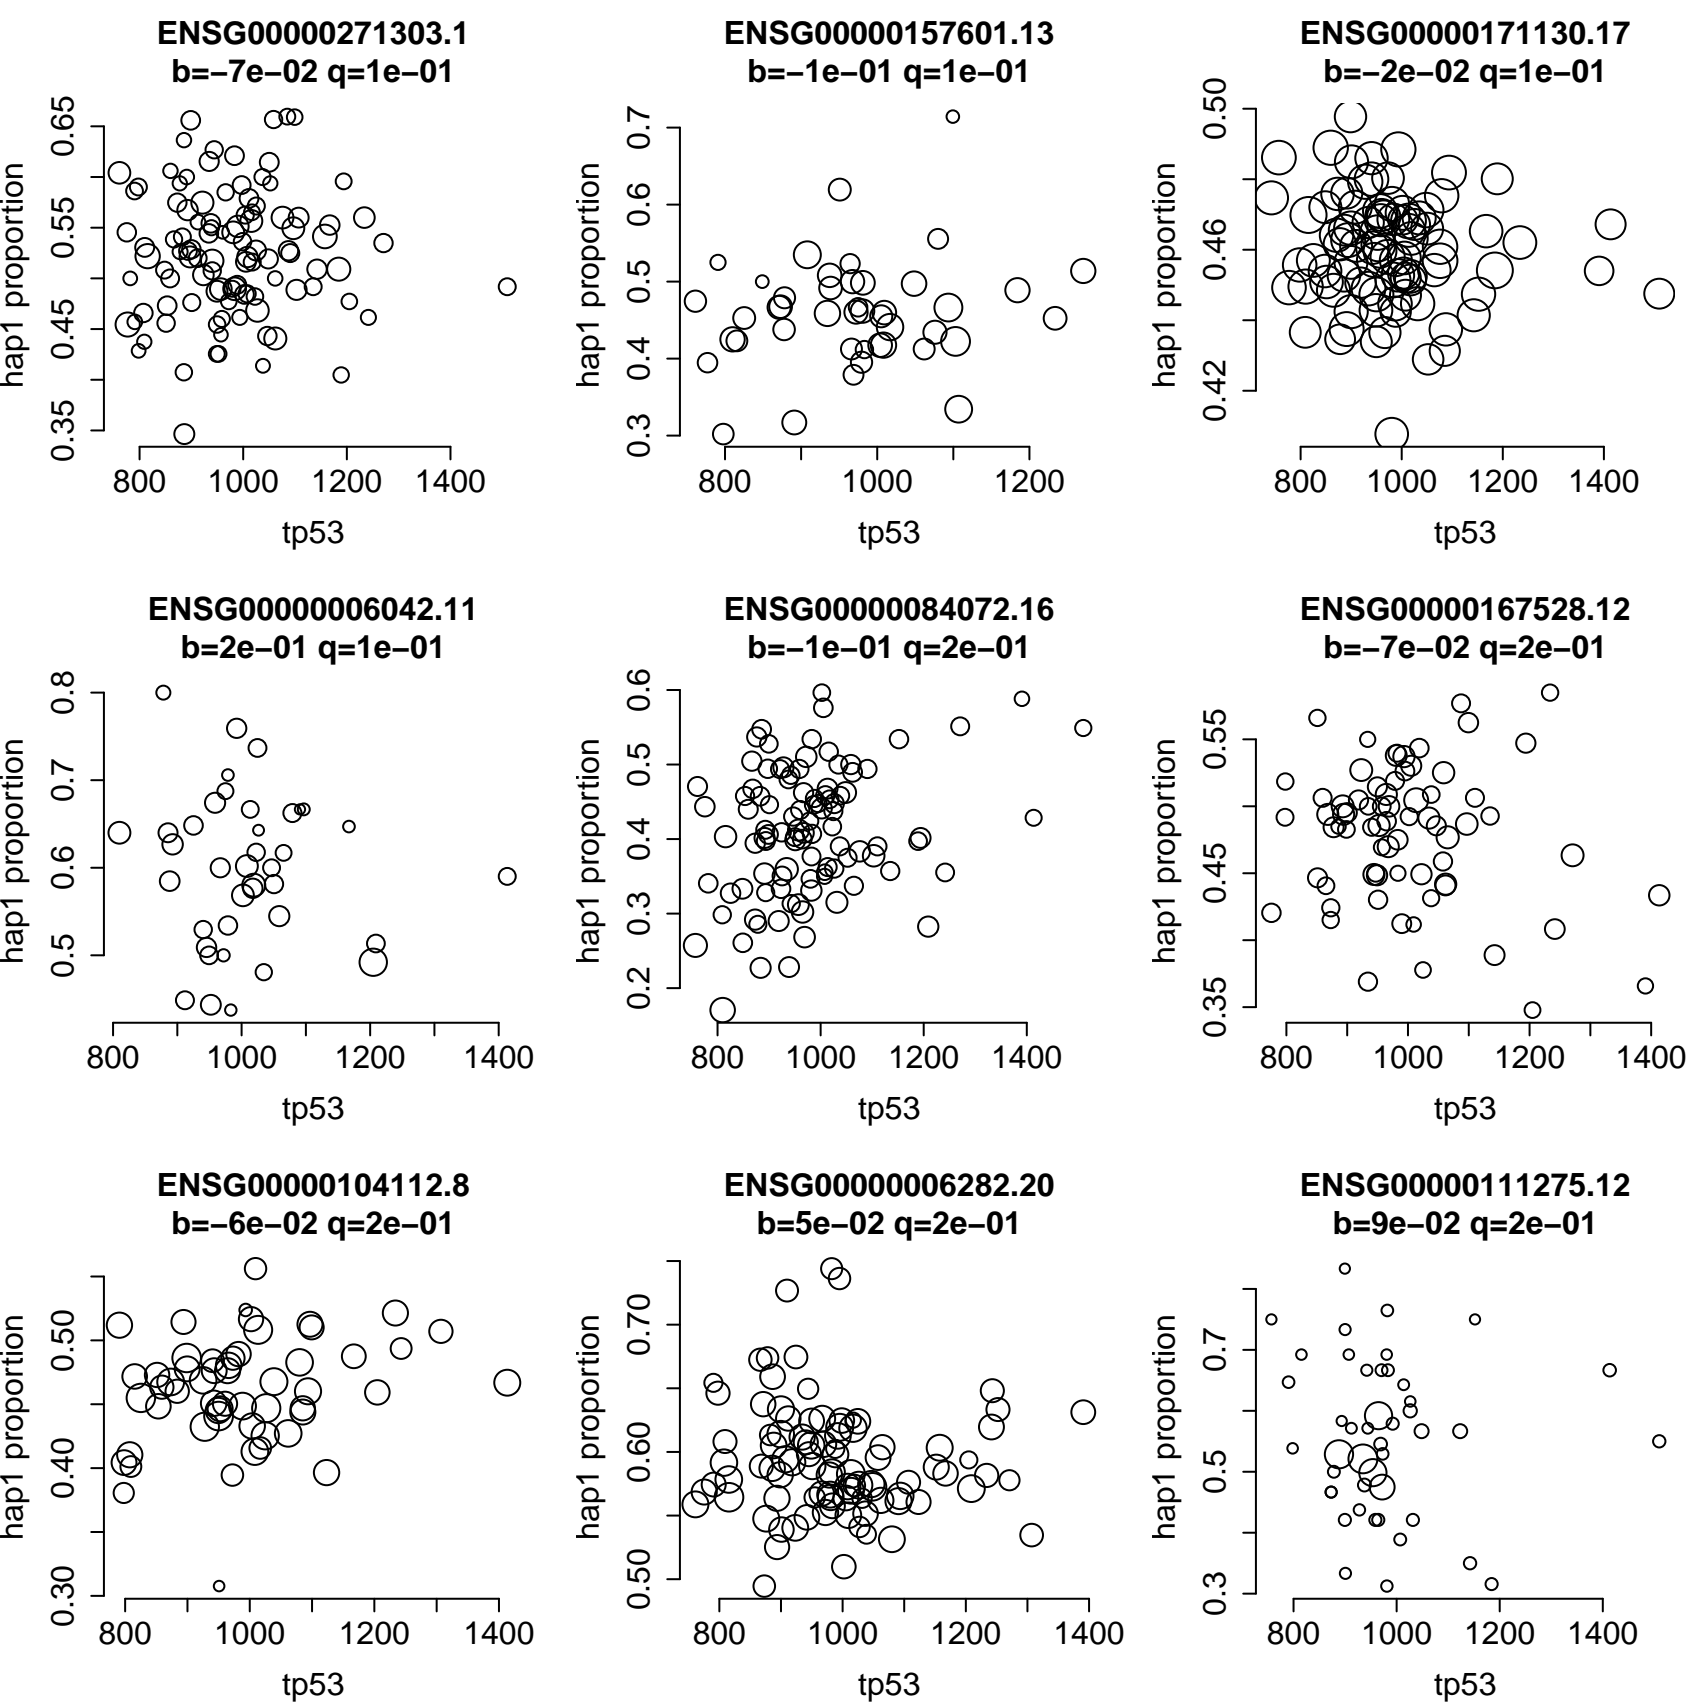 ENSG00000271303.1
b=−7e−02 q=1e−01
hap1 proportion
0.35 0.45 0.55 0.65
800 1000 1200 1400
tp53
ENSG00000157601.13
b=−1e−01 q=1e−01
hap1 proportion
0.3 0.4 0.5 0.6 0.7
800 1000 1200
tp53
ENSG00000171130.17
b=−2e−02 q=1e−01
hap1 proportion
0.42 0.46 0.50
800 1000 1200 1400
tp53
ENSG00000006042.11
b=2e−01 q=1e−01
hap1 proportion
0.5 0.6 0.7 0.8
800 1000 1200 1400
tp53
ENSG00000084072.16
b=−1e−01 q=2e−01
hap1 proportion
0.2 0.3 0.4 0.5 0.6
800 1000 1200 1400
tp53
ENSG00000167528.12
b=−7e−02 q=2e−01
hap1 proportion
0.35 0.45 0.55
800 1000 1200 1400
tp53
ENSG00000104112.8
b=−6e−02 q=2e−01
hap1 proportion
0.30 0.40 0.50
800 1000 1200 1400
tp53
ENSG00000006282.20
b=5e−02 q=2e−01
hap1 proportion
0.50 0.60 0.70
800 1000 1200 1400
tp53
ENSG00000111275.12
b=9e−02 q=2e−01
hap1 proportion
0.3 0.5 0.7
800 1000 1200 1400
tp53